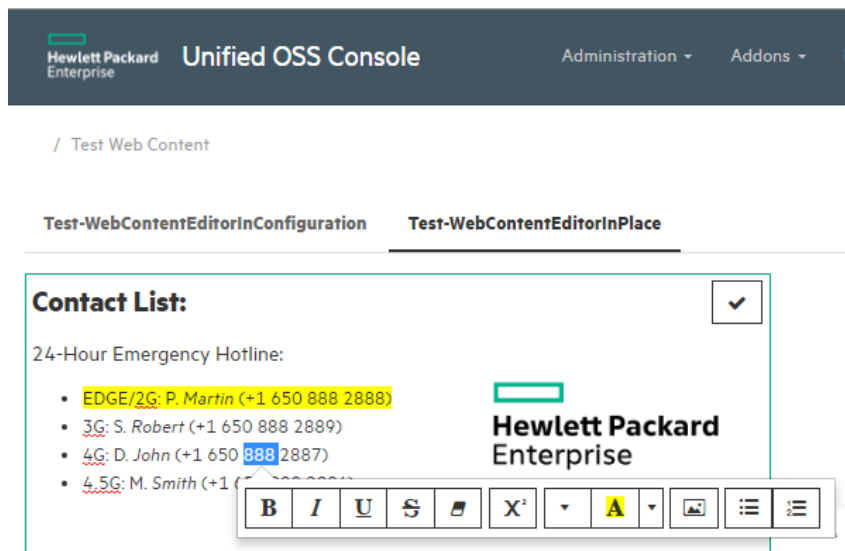 Hewlett Packard
Enterprise
Unified OSS Console
Administration
Addons
/ Test Web Content
Test-WebContentEditorInConfiguration
Test-WebContentEditorInPlace
Contact List:
24-Hour Emergency Hotline:
• EDGE/2G: P. Martin (+1 650 888 2888)
• 3G: S. Robert (+1 650 888 2889)
• 4G: D. John (+1 650 888 2887)
• 4.5G: M. Smith (+1
Hewlett Packard
Enterprise
B I U S X² A